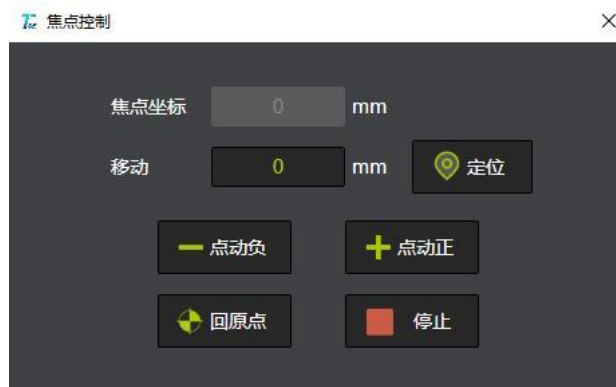 焦点控制
焦点坐标 0 mm
移动 0 mm 定位
点动负 点动正
回原点 停止